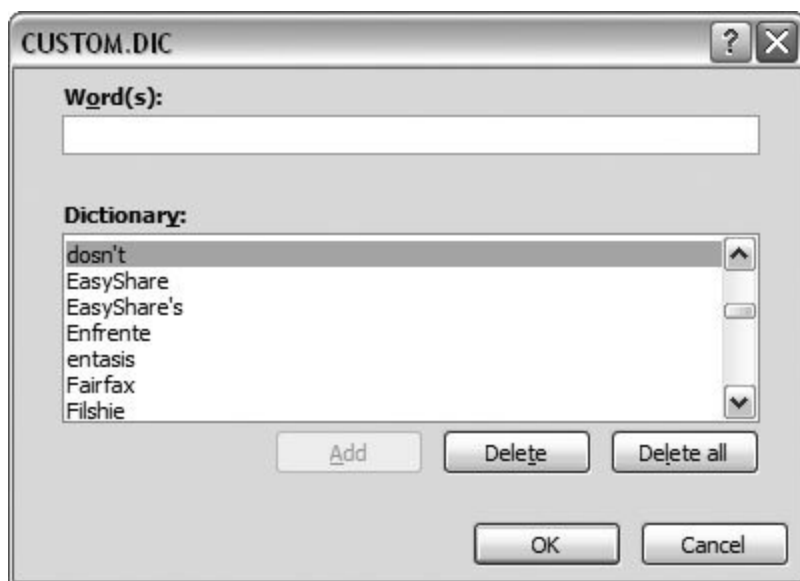 CUSTOM.DIC
Word(s):
Dictionary:
dosn't
EasyShare
EasyShare's
Enfrente
entasis
Fairfax
Filshie
Add Delete Delete all
OK Cancel